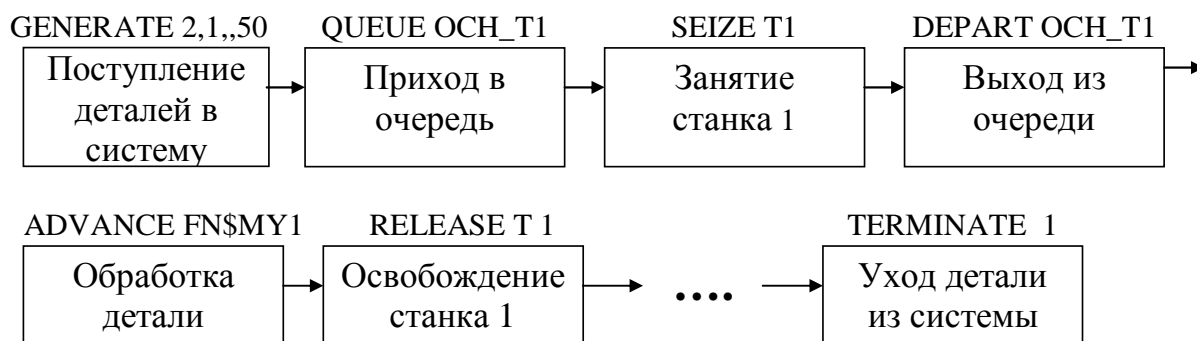 GENERATE 2,1,,50
QUEUE OCH_T1
SEIZE T1
DEPART OCH_T1
Поступление
деталей в
систему
Приход в
очередь
Занятие
станка 1
Выход из
очереди
ADVANCE FN$MY1
RELEASE T 1
TERMINATE 1
Обработка
детали
Освобождение
станка 1
....
Уход детали
из системы